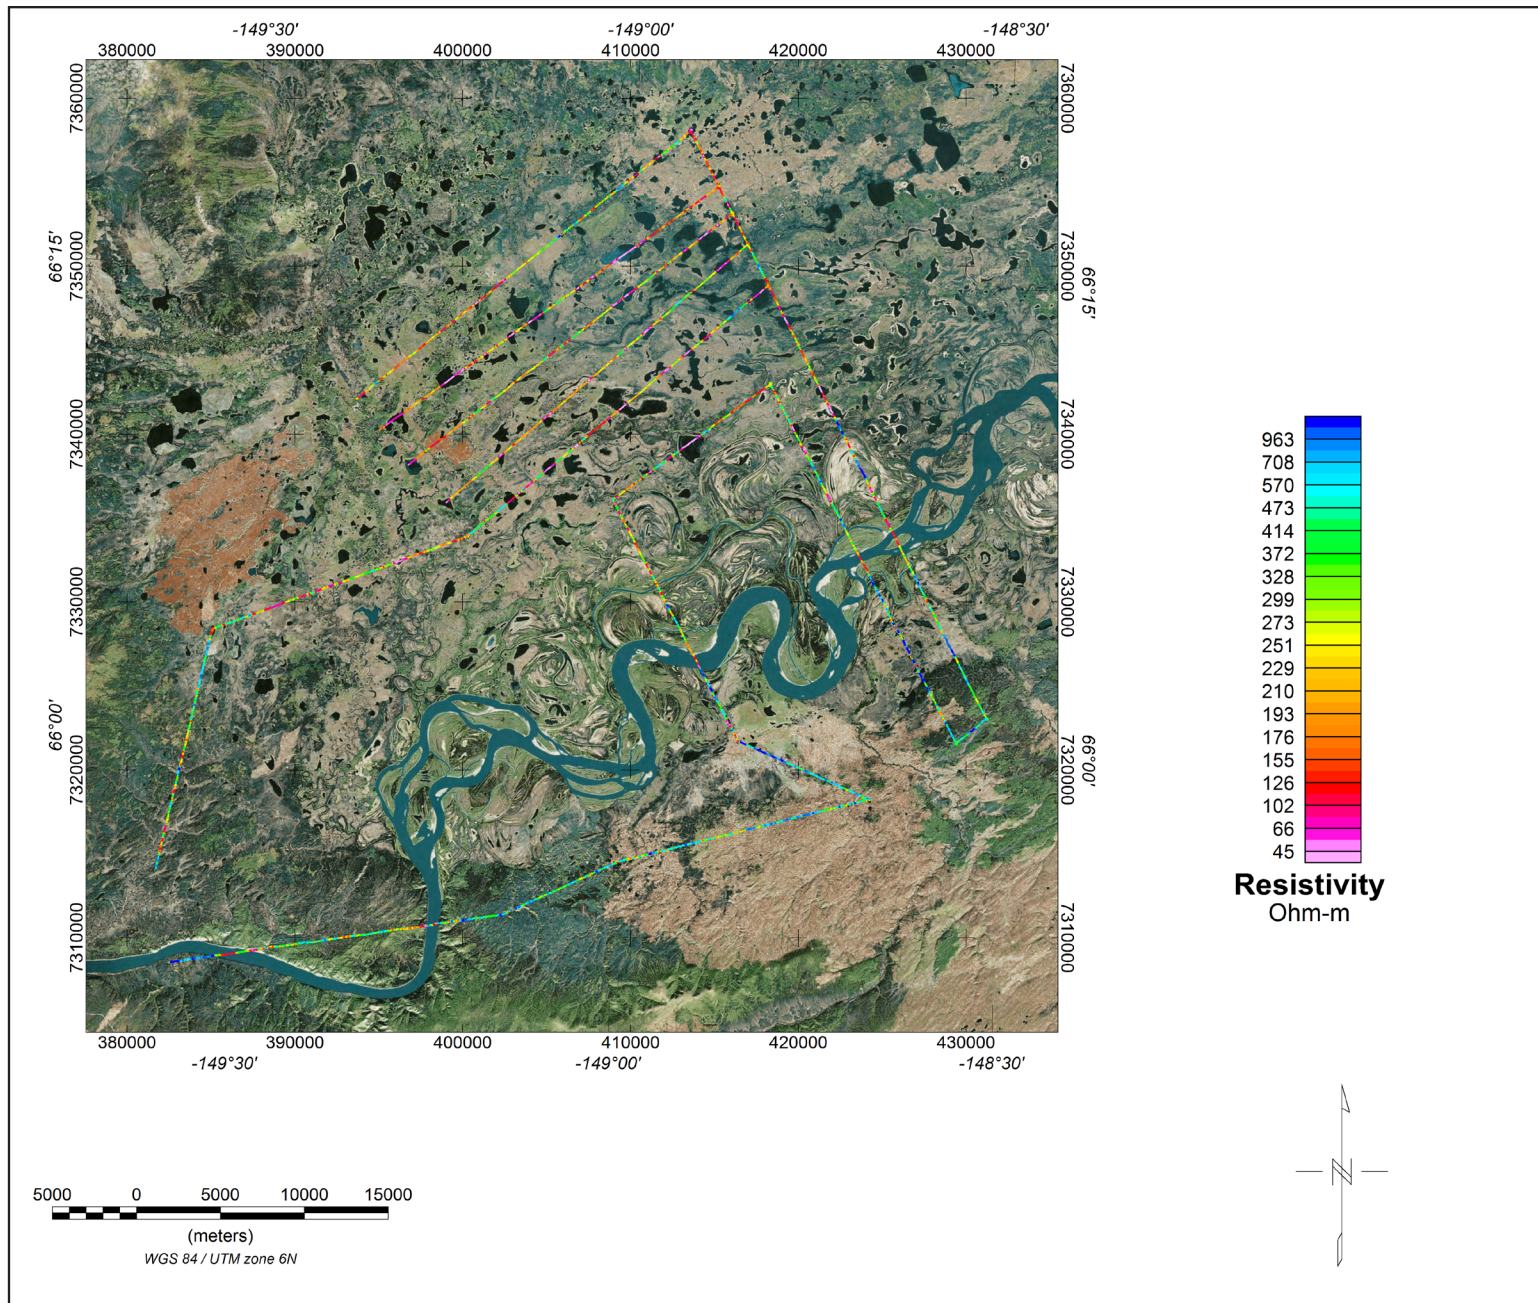 -149°30' -149°00' -148°30'
380000 390000 400000 410000 420000 430000
7360000 7360000
66°15' 7350000 7350000 66°15'
7340000 7340000
7330000 7330000
66°00' 7320000 7320000 66°00'
7310000 7310000
380000 390000 400000 410000 420000 430000
-149°30' -149°00' -148°30'
963
708
570
473
414
372
328
299
273
251
229
210
193
176
155
126
102
66
45
Resistivity
Ohm-m
N
5000 0 5000 10000 15000
(meters)
WGS 84 / UTM zone 6N